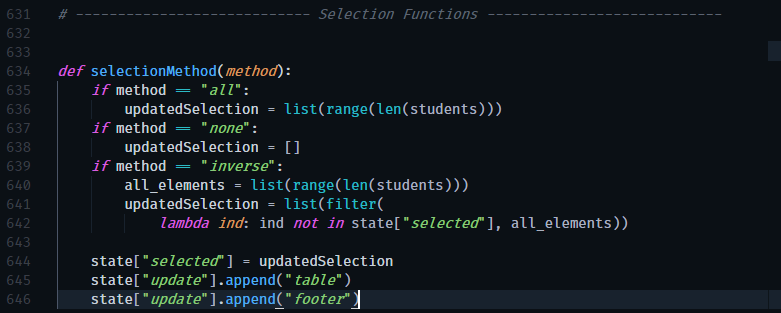 631 # ---------------------------- Selection Functions ----------------------------
632
633
634 def selectionMethod(method):
635     if method == "all":
636         updatedSelection = list(range(len(students)))
637     if method == "none":
638         updatedSelection = []
639     if method == "inverse":
640         all_elements = list(range(len(students)))
641         updatedSelection = list(filter(
642             lambda ind: ind not in state["selected"], all_elements))
643
644     state["selected"] = updatedSelection
645     state["update"].append("table")
646     state["update"].append("footer")